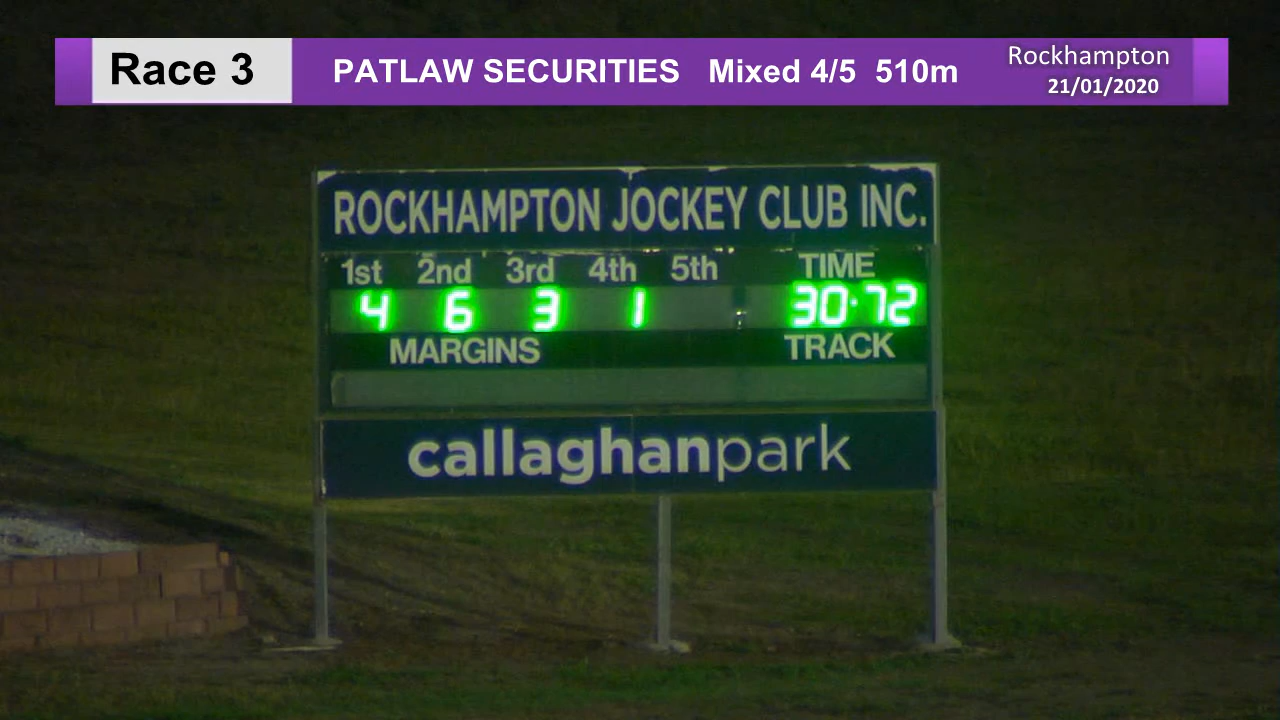 Race 3 PATLAW SECURITIES Mixed 4/5 510m Rockhampton
21/01/2020
ROCKHAMPTON JOCKEY CLUB INC.
1st 2nd 3rd 4th 5th TIME
4 6 3 1 30.72
MARGINS TRACK
callaghanpark